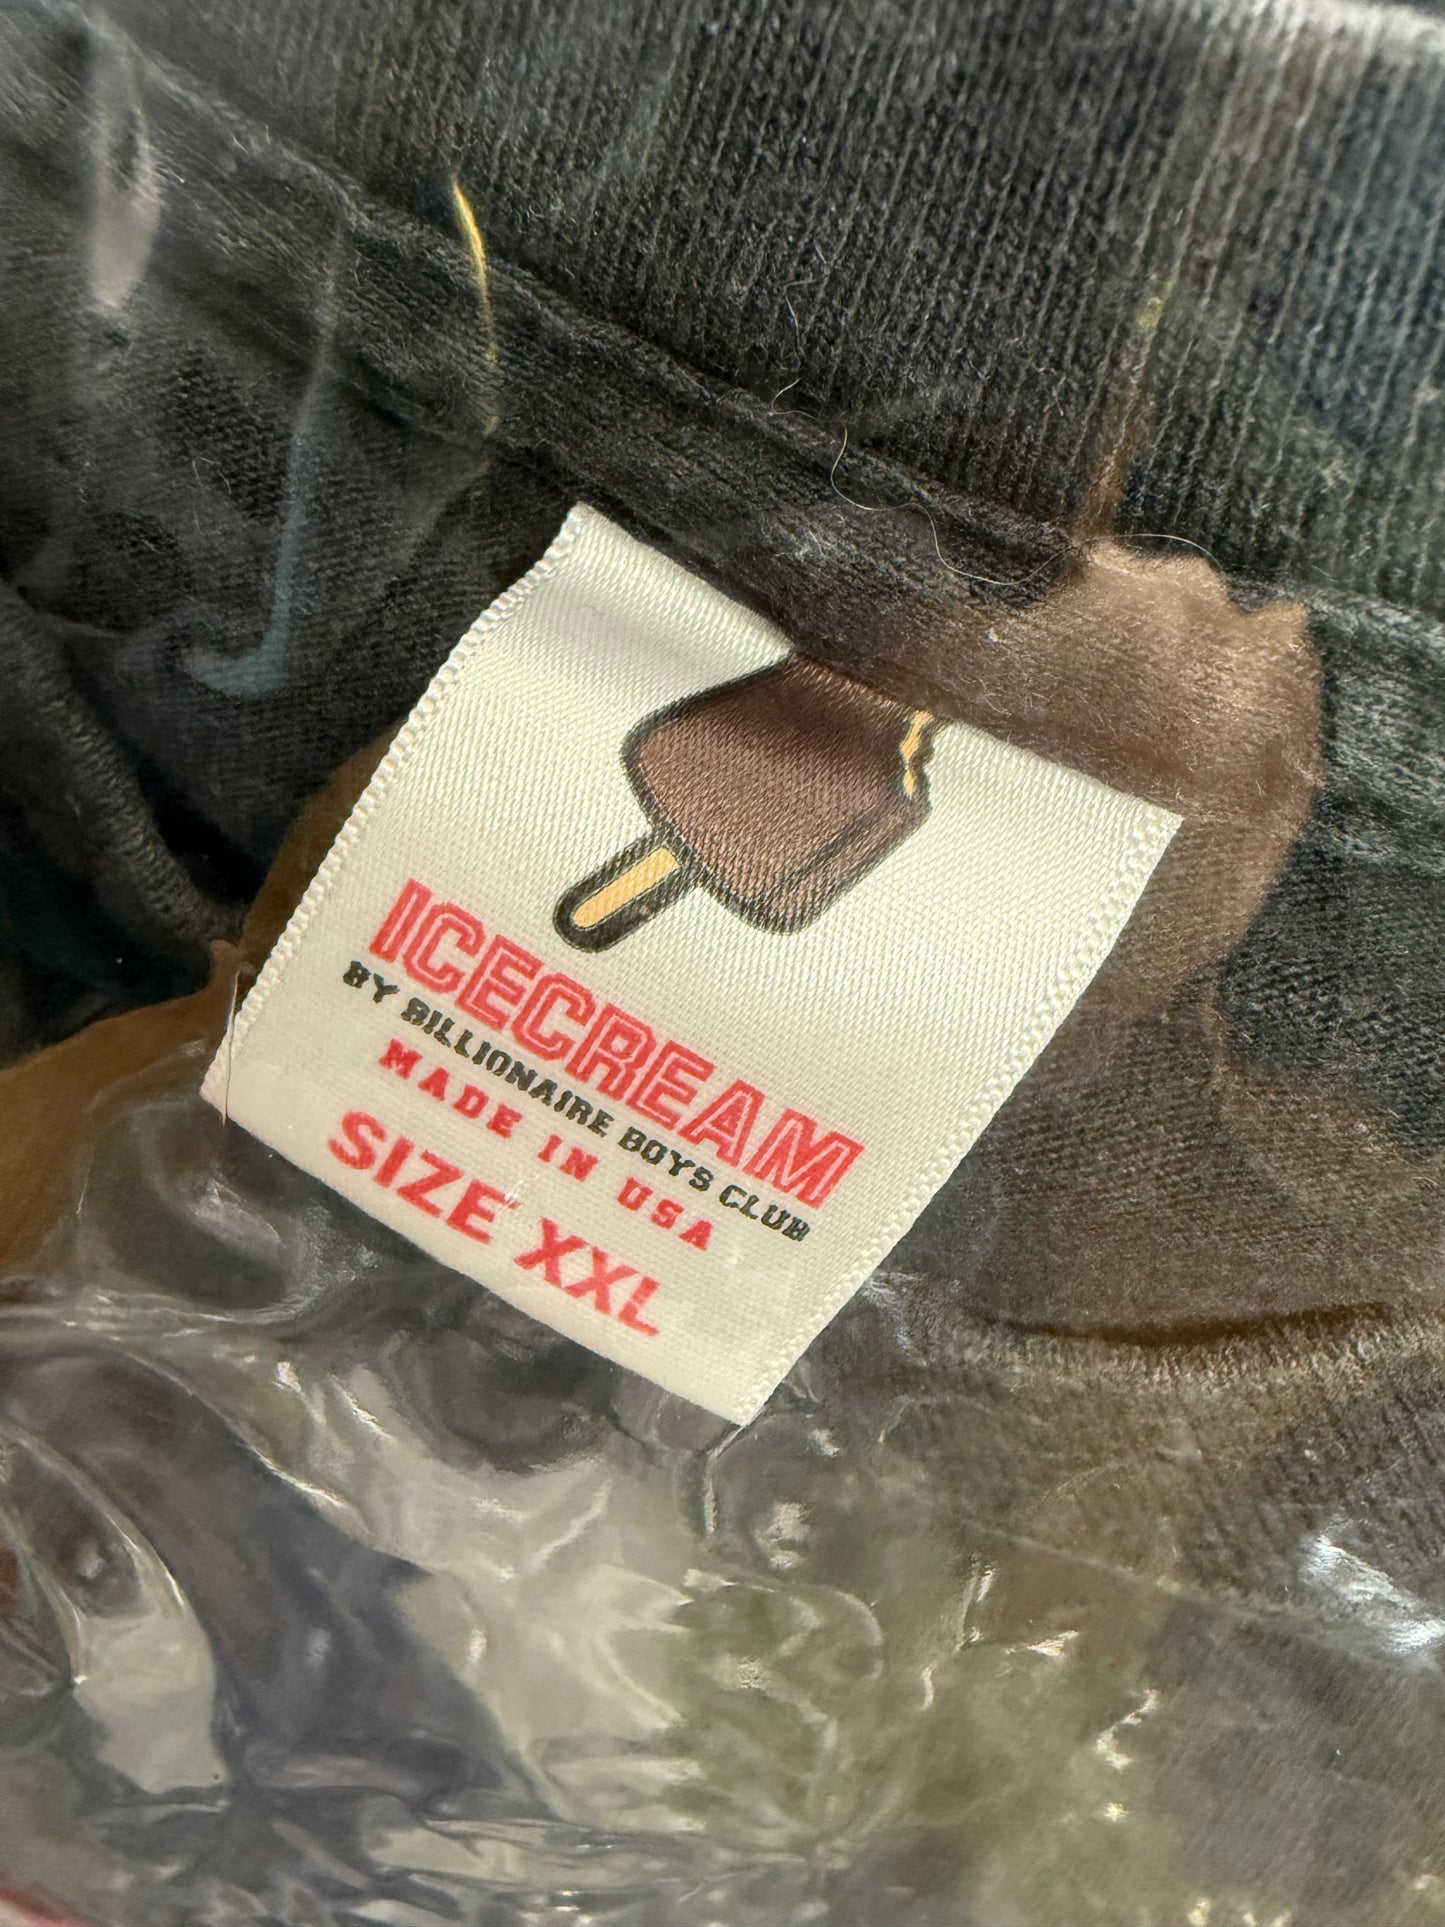 ICECREAM
BY BILLIONAIRE BOYS CLUB
MADE IN USA
SIZE XXL